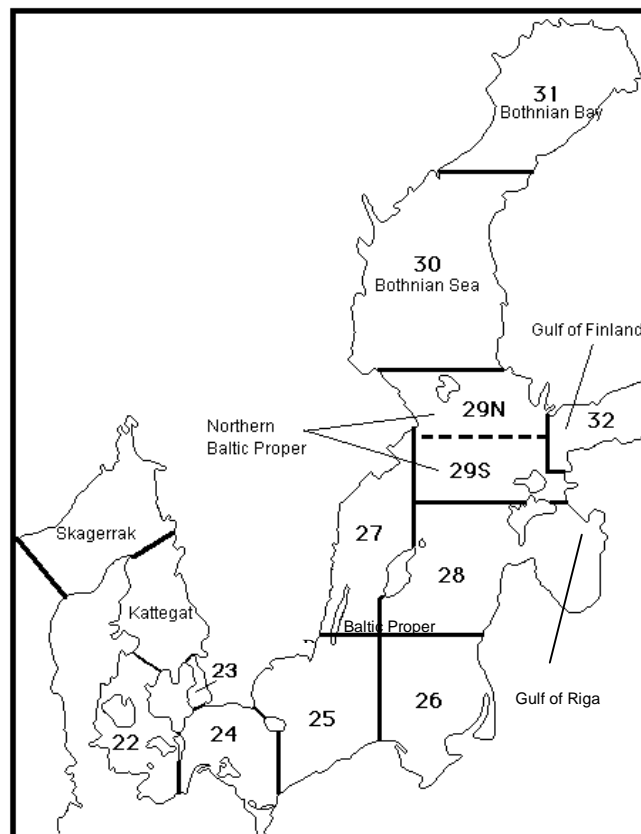 31
Bothnian Bay
30
Bothnian Sea
Gulf of Finland
29N
32
Northern
Baltic Proper
29S
27
Skagerrak
28
Kattegat
Baltic Proper
23
26
Gulf of Riga
25
24
22